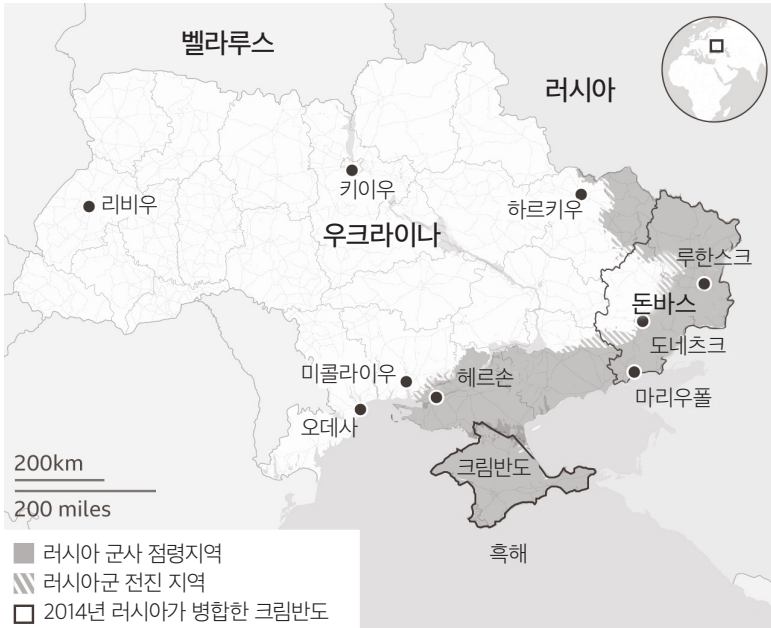 벨라루스
러시아
키이우
리비우
하르키우
우크라이나
루한스크
돈바스
도네츠크
미콜라이우
헤르손
마리우폴
오데사
크림반도
200km
200 miles
흑해
러시아 군사 점령지역
러시아군 전진 지역
2014년 러시아가 병합한 크림반도